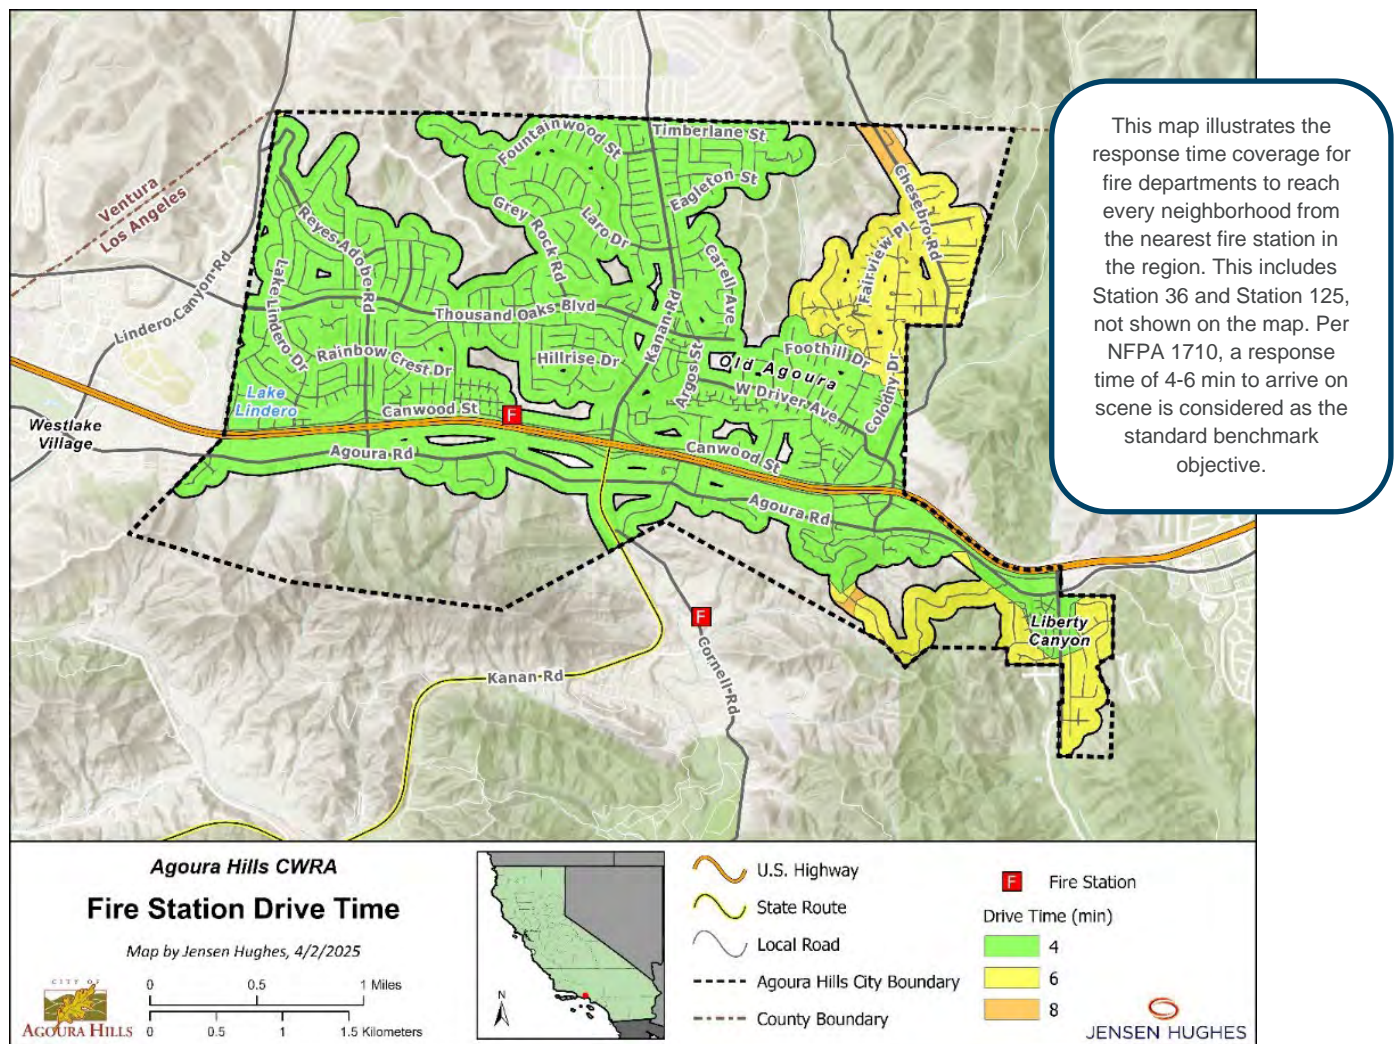 This map illustrates the
response time coverage for
fire departments to reach
every neighborhood from
the nearest fire station in
the region. This includes
Station 36 and Station 125,
not shown on the map. Per
NFPA 1710, a response
time of 4-6 min to arrive on
scene is considered as the
standard benchmark
objective.
Ventura
Los Angeles
Lindero Canyon Rd
Reyes Adobe Rd
Lake Lindero Dr
Fountainwood St
Timberlane St
Eagleton St
Grey Rock Rd
Laro Dr
Carell Ave
Chesebro Rd
Fairview Pl
Thousand Oaks Blvd
Kanan Rd
Rainbow Crest Dr
Hillrise Dr
Argos St
Old Agoura
Foothill Dr
W Driver Ave
Colodny Dr
Lake
Lindero
Canwood St
F
Westlake
Village
Agoura Rd
Canwood St
Agoura Rd
F
Liberty
Canyon
Cornell Rd
Kanan Rd
Agoura Hills CWRA
Fire Station Drive Time
Map by Jensen Hughes, 4/2/2025
CITY OF
AGOURA HILLS
0 0.5 1 Miles
0 0.5 1 1.5 Kilometers
N
U.S. Highway
State Route
Local Road
Agoura Hills City Boundary
County Boundary
F Fire Station
Drive Time (min)
4
6
8
JENSEN HUGHES